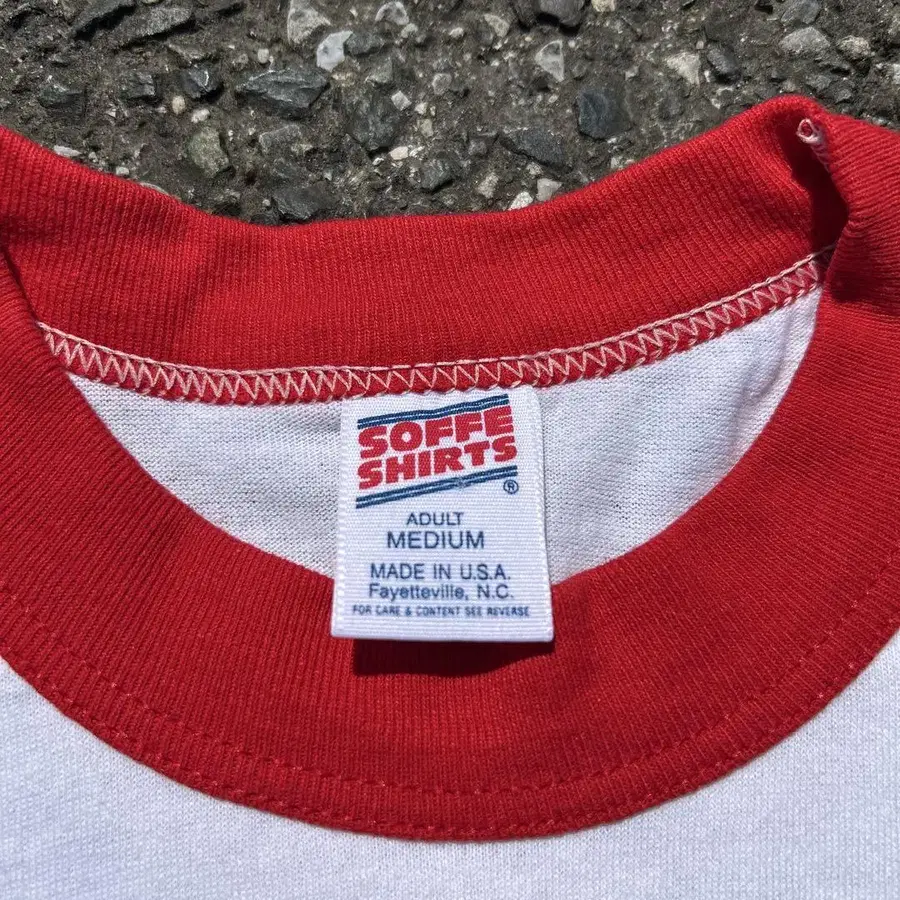 SOFFE
SHIRTS
®
ADULT
MEDIUM
MADE IN U.S.A.
Fayetteville, N.C.
FOR CARE & CONTENT SEE REVERSE